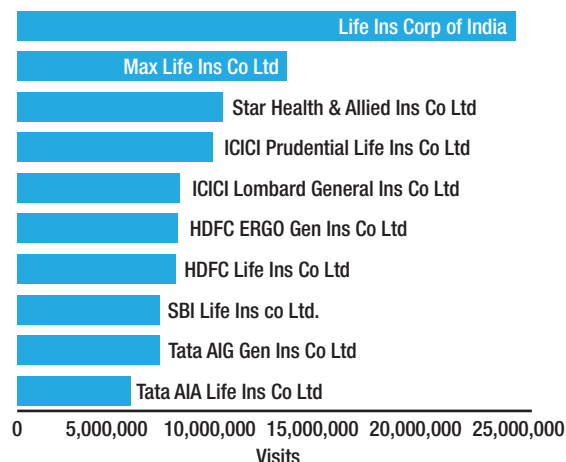 Life Ins Corp of India
Max Life Ins Co Ltd
Star Health & Allied Ins Co Ltd
ICICI Prudential Life Ins Co Ltd
ICICI Lombard General Ins Co Ltd
HDFC ERGO Gen Ins Co Ltd
HDFC Life Ins Co Ltd
SBI Life Ins co Ltd.
Tata AIG Gen Ins Co Ltd
Tata AIA Life Ins Co Ltd
0 5,000,000 10,000,000 15,000,000 20,000,000 25,000,000
Visits